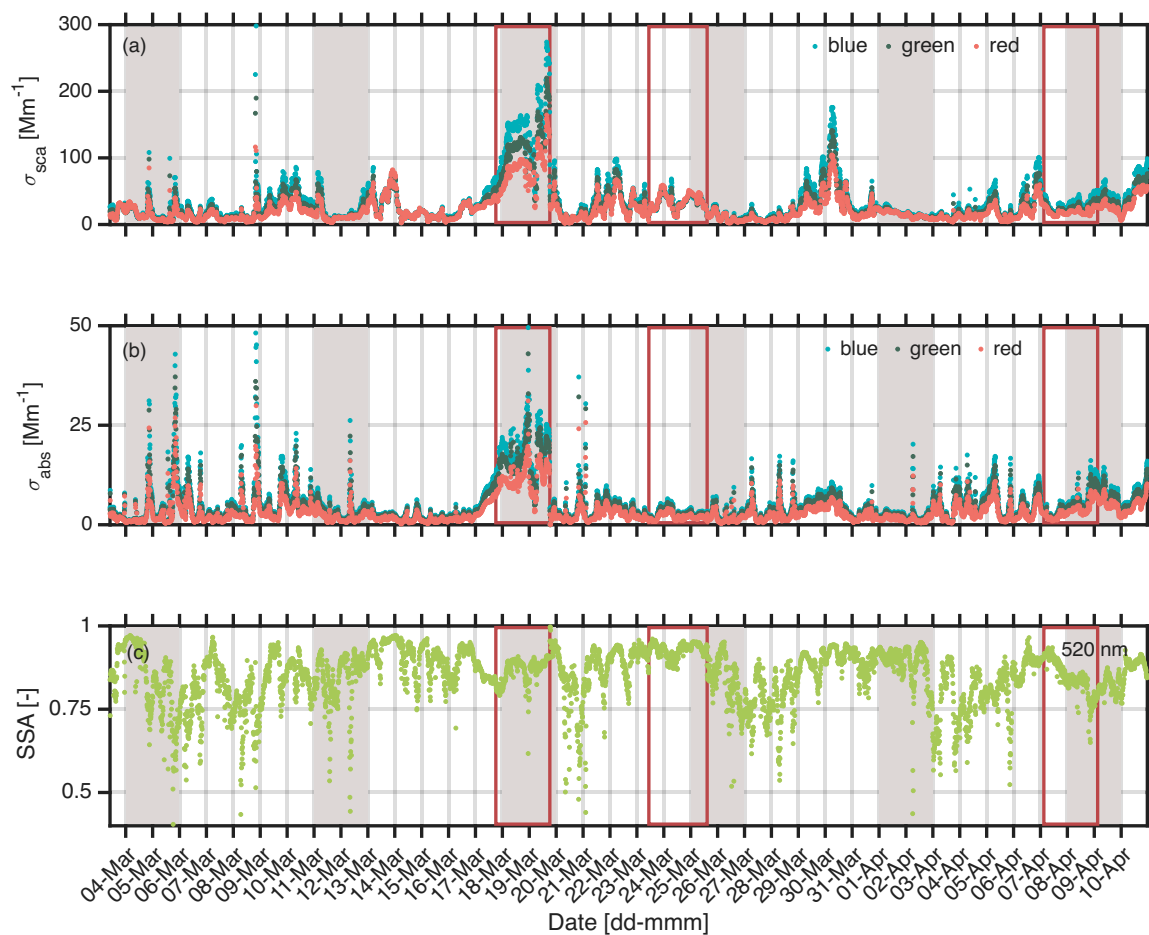 (a)
blue green red
300
200
100
0
σsca [Mm⁻¹]
(b)
blue green red
50
25
0
σabs [Mm⁻¹]
(c)
520 nm
1
0.75
0.5
SSA [-]
04-Mar 05-Mar 06-Mar 07-Mar 08-Mar 09-Mar 10-Mar 11-Mar 12-Mar 13-Mar 14-Mar 15-Mar 16-Mar 17-Mar 18-Mar 19-Mar 20-Mar 21-Mar 22-Mar 23-Mar 24-Mar 25-Mar 26-Mar 27-Mar 28-Mar 29-Mar 30-Mar 31-Mar 01-Apr 02-Apr 03-Apr 04-Apr 05-Apr 06-Apr 07-Apr 08-Apr 09-Apr 10-Apr
Date [dd-mmm]